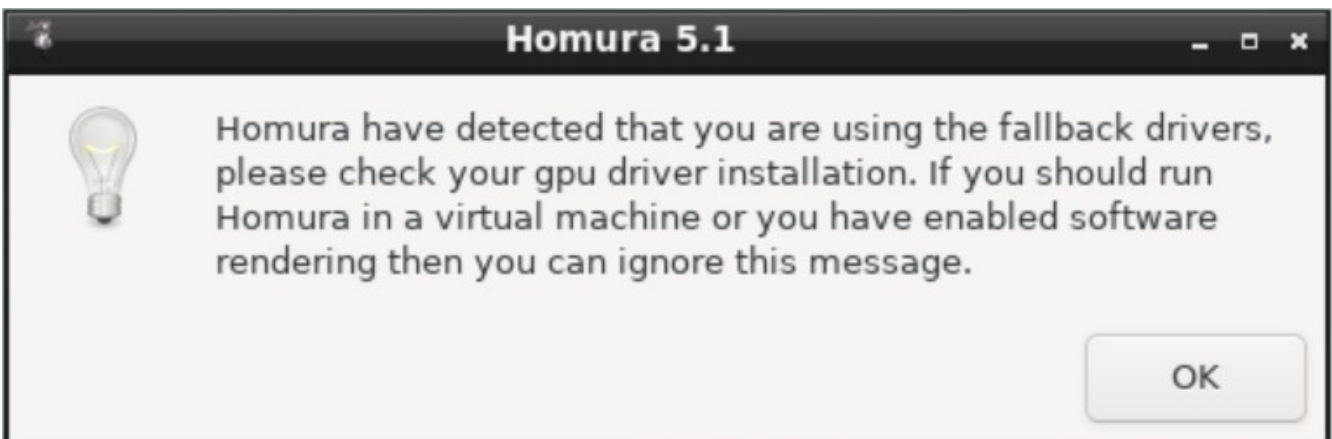 Homura 5.1
Homura have detected that you are using the fallback drivers,
please check your gpu driver installation. If you should run
Homura in a virtual machine or you have enabled software
rendering then you can ignore this message.
OK